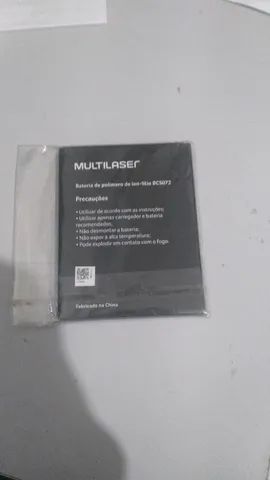 MULTILASER
Bateria de polímero de íon-lítio BCS072
Precauções
• Utilizar de acordo com as instruções;
• Utilizar apenas carregador e bateria
recomendados.
• Não desmontar a bateria;
• Não expor à alta temperatura;
• Pode explodir em contato com o fogo.
Fabricado na China